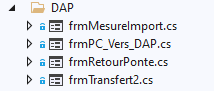 DAP
frmMesureImport.cs
frmPC_Vers_DAP.cs
frmRetourPonte.cs
frmTransfert2.cs